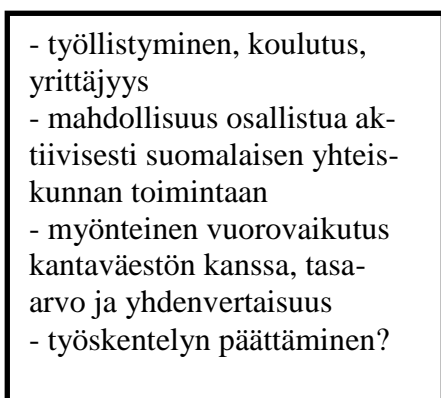 - työllistyminen, koulutus,
yrittäjyys
- mahdollisuus osallistua ak-
tiivisesti suomalaisen yhteis-
kunnan toimintaan
- myönteinen vuorovaikutus
kantaväestön kanssa, tasa-
arvo ja yhdenvertaisuus
- työskentelyn päättäminen?